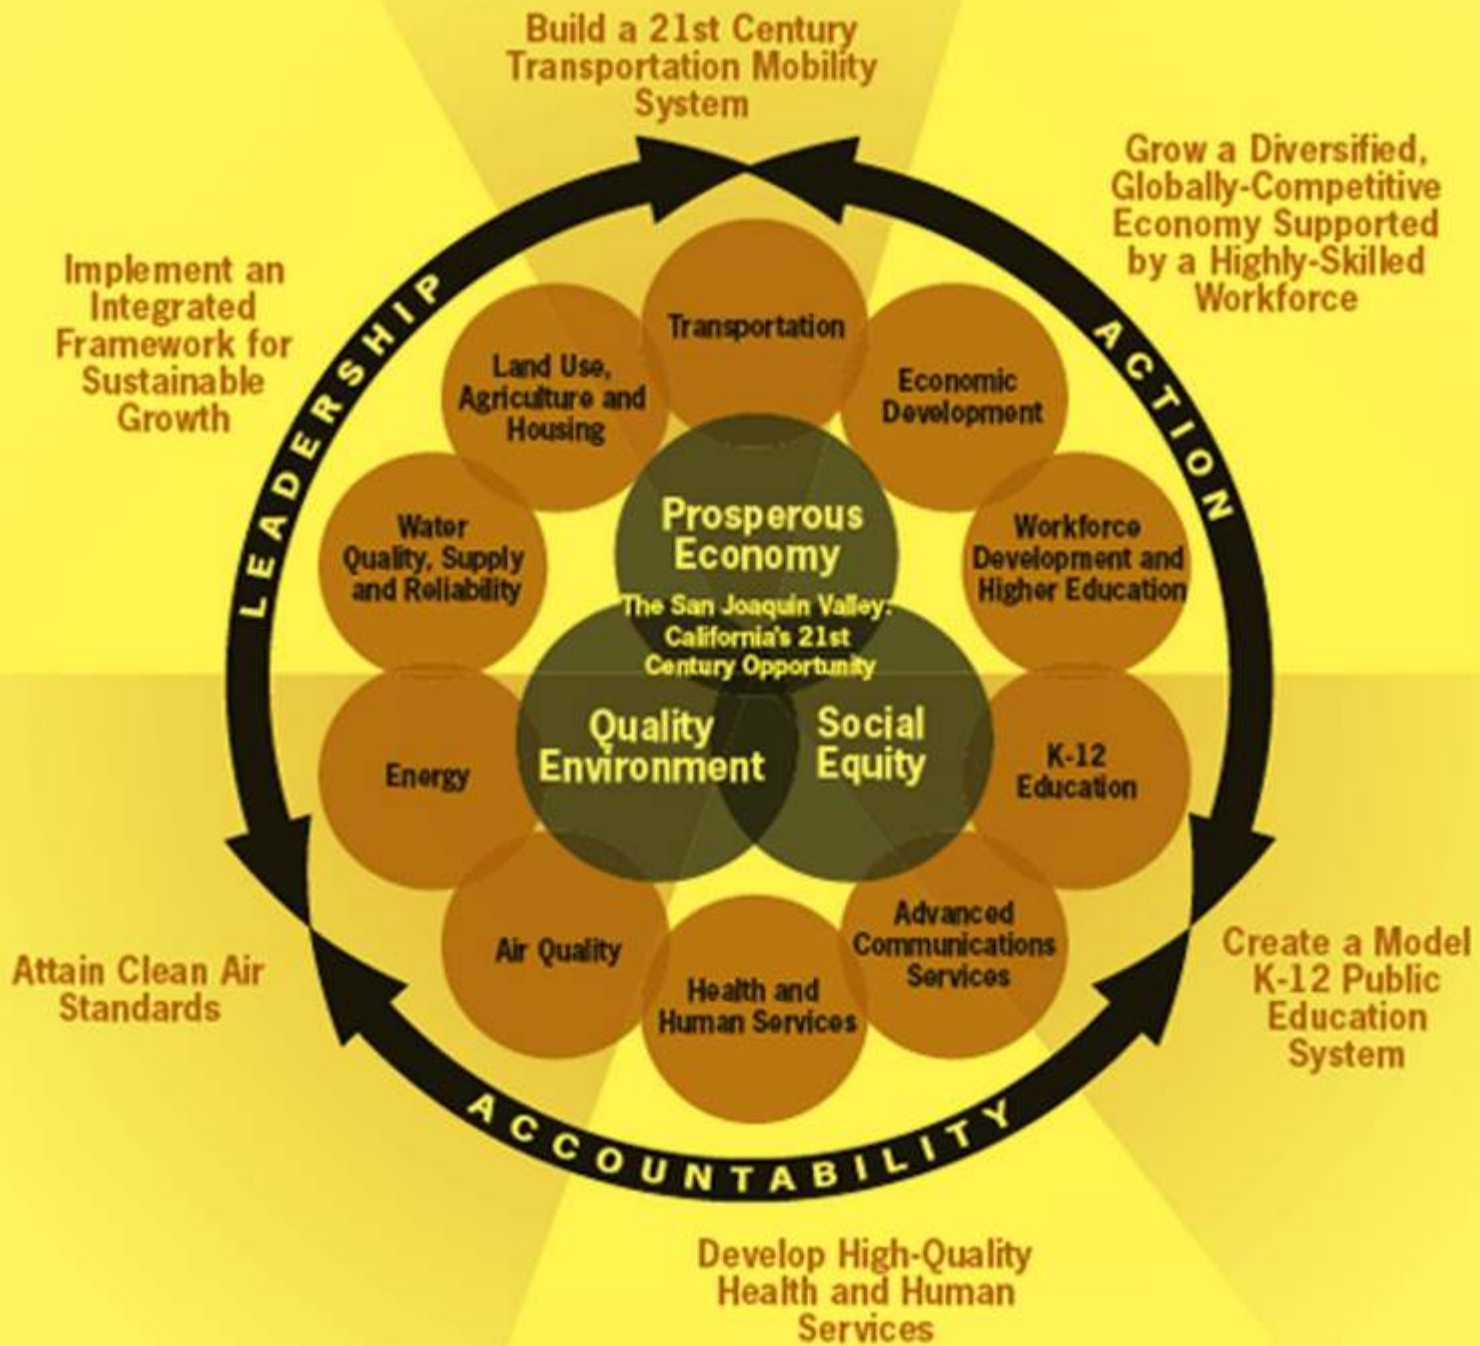 Build a 21st Century
Transportation Mobility
System
Grow a Diversified,
Globally-Competitive
Economy Supported
by a Highly-Skilled
Workforce
Implement an
Integrated
Framework for
Sustainable
Growth
LEADERSHIP
ACTION
Transportation
Land Use,
Agriculture and
Housing
Economic
Development
Water
Quality, Supply
and Reliability
Workforce
Development and
Higher Education
Prosperous
Economy
The San Joaquin Valley:
California's 21st
Century Opportunity
Quality
Environment
Social
Equity
Energy
K-12
Education
Air Quality
Advanced
Communications
Services
Health and
Human Services
Attain Clean Air
Standards
Create a Model
K-12 Public
Education
System
ACCOUNTABILITY
Develop High-Quality
Health and Human
Services